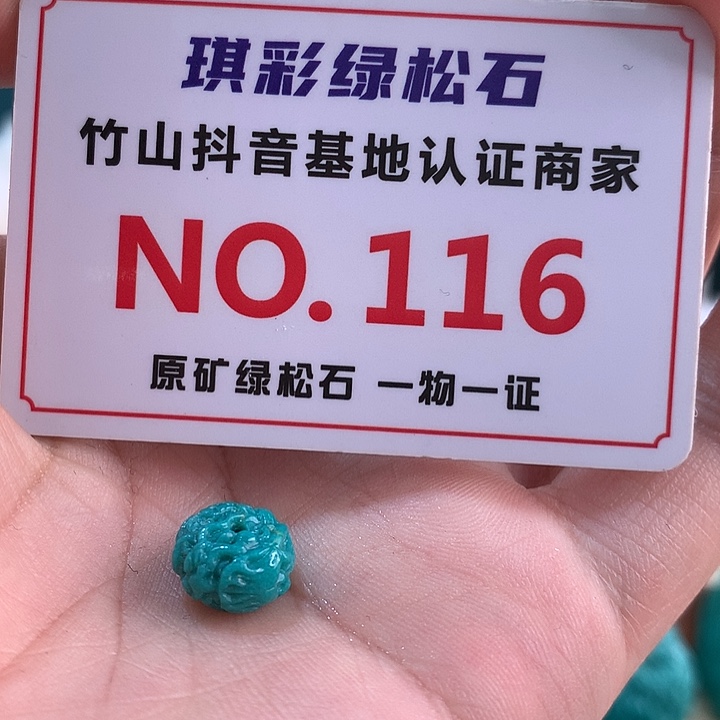 琪彩绿松石
竹山抖音基地认证商家
NO.116
原矿绿松石 一物一证